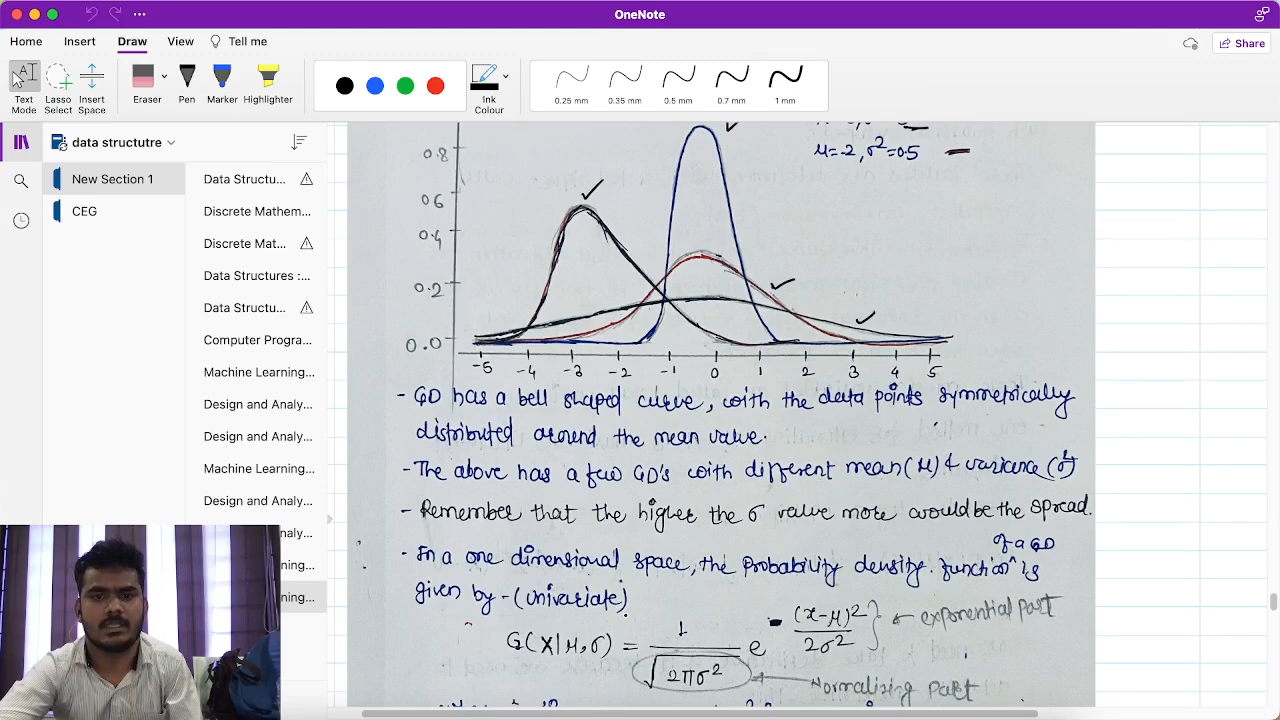 OneNote
Home Insert Draw View Tell me
Share
Text Mode
Lasso Select
Insert Space
Eraser
Pen
Marker
Highlighter
Ink Colour
0.25 mm
0.35 mm
0.5 mm
0.7 mm
1 mm
data structutre
New Section 1
CEG
Data Structu...
Discrete Mathem...
Discrete Mat...
Data Structures :...
Data Structu...
Computer Progra...
Machine Learning...
Design and Analy...
Design and Analy...
Machine Learning...
Design and Analy...
μ=-2, σ²=0.5
0.8
0.6
0.4
0.2
0.0
-5 -4 -3 -2 -1 0 1 2 3 4 5
- GD has a bell shaped curve, with the data points symmetrically
distributed around the mean value.
- The above has a few GD's with different mean(μ) & variance(σ²)
- Remember that the higher the σ value more would be the spread.
- In a one dimensional space, the Probability density function of a GD is
given by - (univariate)
G(X|μ,σ) = 1/√2πσ² e -(x-μ)²/2σ² } ← exponential part
← Normalising part